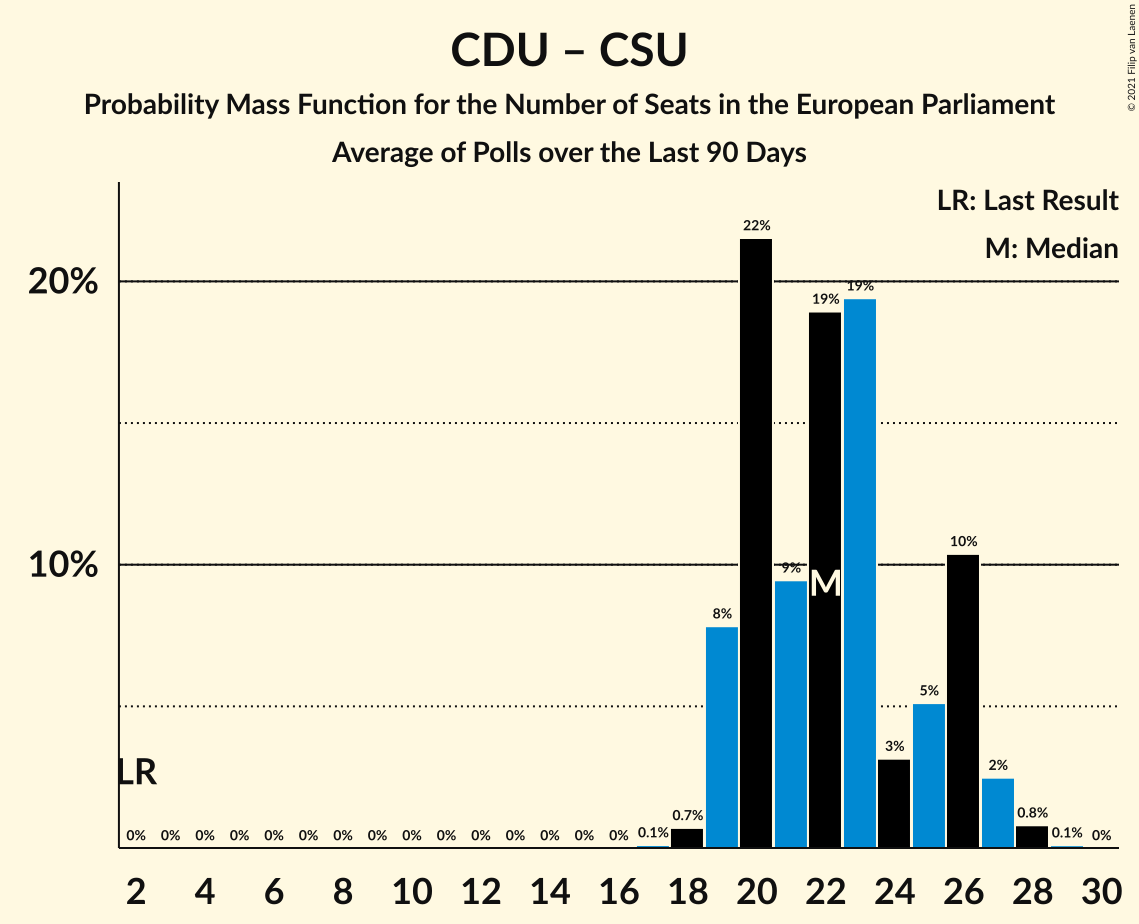 CDU – CSU
Probability Mass Function for the Number of Seats in the European Parliament
Average of Polls over the Last 90 Days
© 2021 Filip van Laenen
LR: Last Result
M: Median
20%
10%
22%
19%
19%
9%
M
10%
8%
5%
3%
2%
LR
0% 0% 0% 0% 0% 0% 0% 0% 0% 0% 0% 0% 0% 0% 0% 0.1% 0.7% 0.8% 0.1% 0%
2 4 6 8 10 12 14 16 18 20 22 24 26 28 30